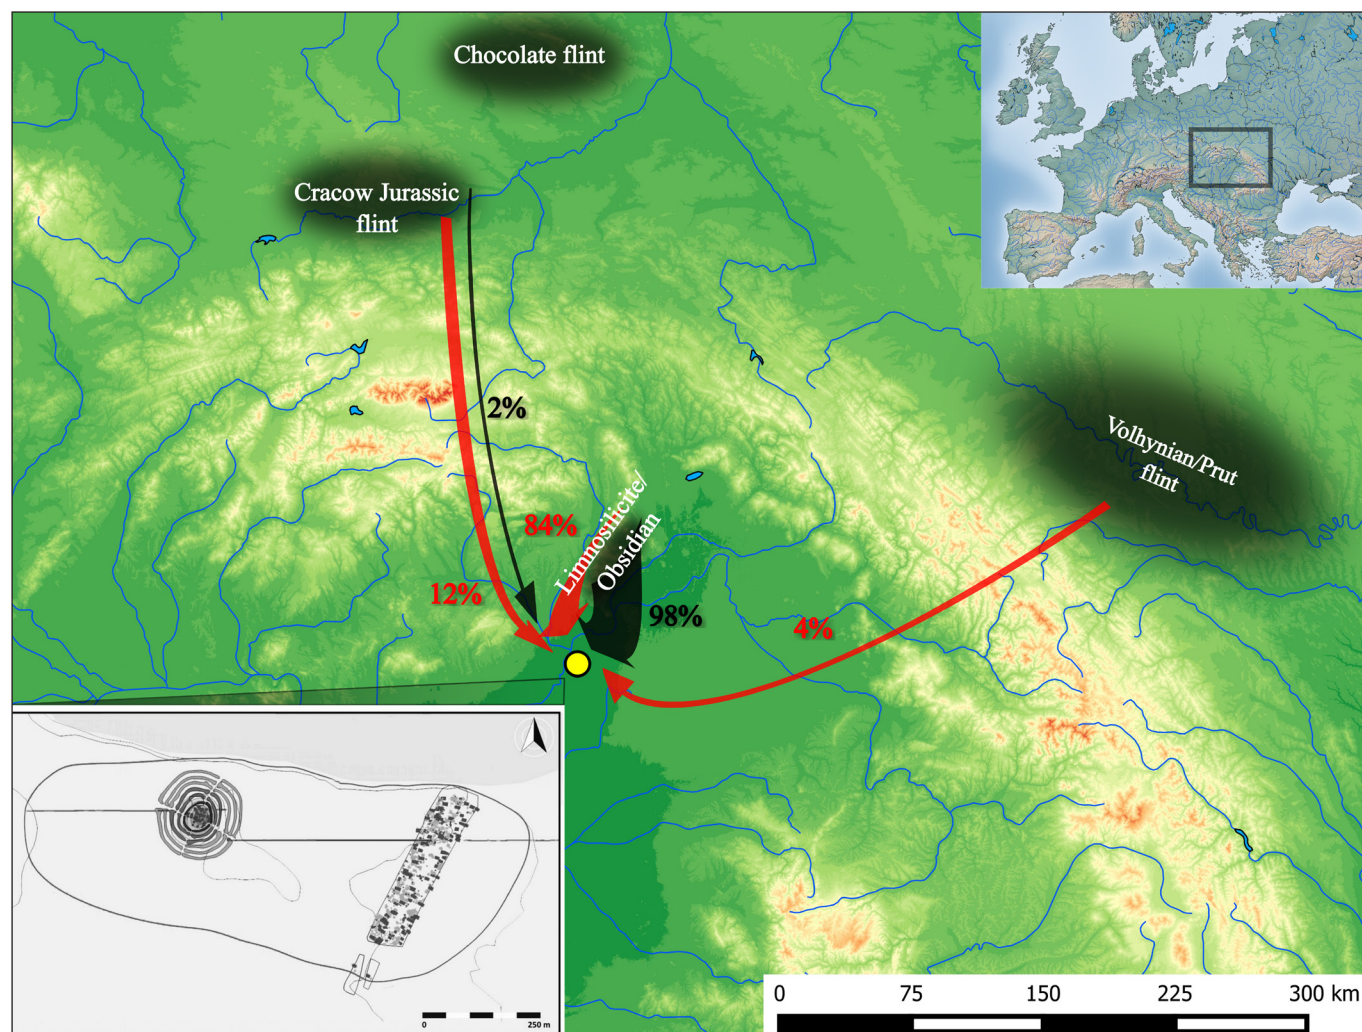 Chocolate flint
Cracow Jurassic
flint
2%
Volhynian/Prut
flint
84%
Limnosilicite/
Obsidian
12%
98%
4%
0 250 m
0 75 150 225 300 km